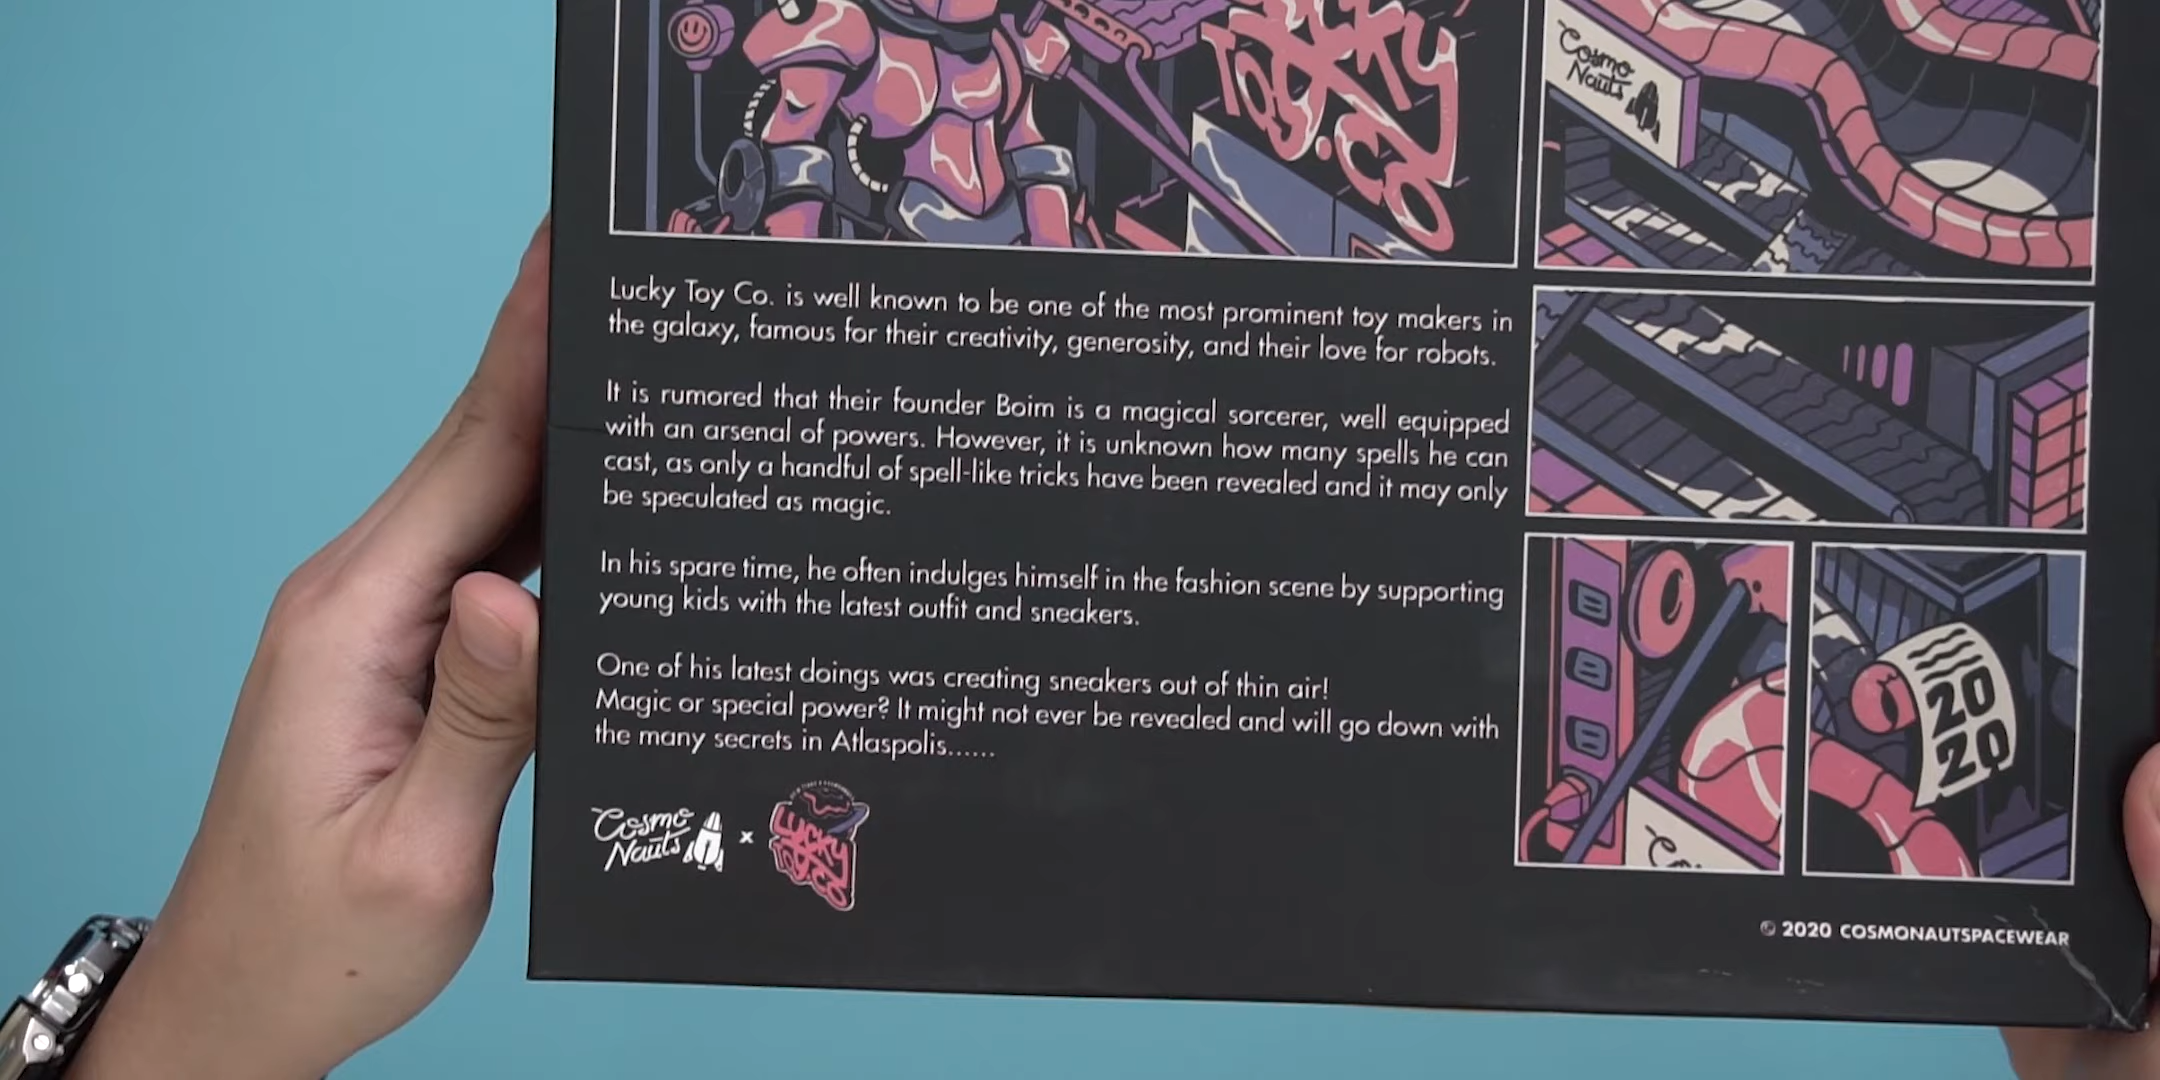 Lucky
Toy.Co
Cosmo
Nauts
Lucky Toy Co. is well known to be one of the most prominent toy makers in
the galaxy, famous for their creativity, generosity, and their love for robots.
It is rumored that their founder Boim is a magical sorcerer, well equipped
with an arsenal of powers. However, it is unknown how many spells he can
cast, as only a handful of spell-like tricks have been revealed and it may only
be speculated as magic.
In his spare time, he often indulges himself in the fashion scene by supporting
young kids with the latest outfit and sneakers.
One of his latest doings was creating sneakers out of thin air!
Magic or special power? It might not ever be revealed and will go down with
the many secrets in Atlaspolis......
Cosmo
Nauts x
Lucky
Toy.Co
20
20
© 2020 COSMONAUTSPACEWEAR